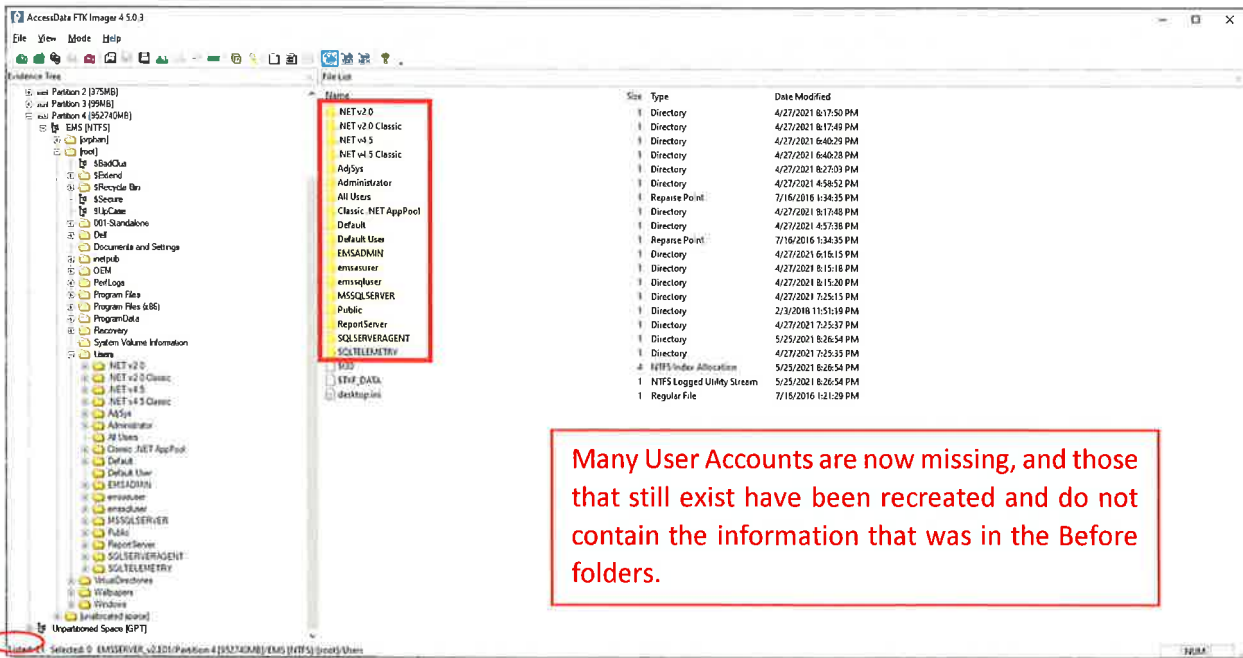 AccessData FTK Imager 4.5.0.3
File View Mode Help
Evidence Tree
File List
Partition 2 [375MB]
Partition 3 [99MB]
Partition 4 [952740MB]
EMS [NTFS]
[orphan]
[root]
$BadClus
$Extend
$Recycle Bin
$Secure
$UpCase
001-Standalone
Dell
Documents and Settings
inetpub
OEM
PerfLogs
Program Files
Program Files (x86)
ProgramData
Recovery
System Volume Information
Users
.NET v2.0
.NET v2.0 Classic
.NET v4.5
.NET v4.5 Classic
AdjSys
Administrator
All Users
Classic .NET AppPool
Default
Default User
EMSADMIN
emsasuser
emssqluser
MSSQLSERVER
Public
ReportServer
SQLSERVERAGENT
SQLTELEMETRY
VirtualDirectories
Wallpapers
Windows
[unallocated space]
Unpartitioned Space [GPT]
Name Size Type Date Modified
.NET v2.0 1 Directory 4/27/2021 8:17:50 PM
.NET v2.0 Classic 1 Directory 4/27/2021 8:17:49 PM
.NET v4.5 1 Directory 4/27/2021 6:40:29 PM
.NET v4.5 Classic 1 Directory 4/27/2021 6:40:28 PM
AdjSys 1 Directory 4/27/2021 8:27:03 PM
Administrator 1 Directory 4/27/2021 4:58:52 PM
All Users 1 Reparse Point 7/16/2016 1:34:35 PM
Classic .NET AppPool 1 Directory 4/27/2021 8:17:48 PM
Default 1 Directory 4/27/2021 4:57:38 PM
Default User 1 Reparse Point 7/16/2016 1:34:35 PM
EMSADMIN 1 Directory 4/27/2021 6:16:15 PM
emsasuser 1 Directory 4/27/2021 8:15:18 PM
emssqluser 1 Directory 4/27/2021 8:15:20 PM
MSSQLSERVER 1 Directory 4/27/2021 7:25:15 PM
Public 1 Directory 2/3/2018 11:51:19 PM
ReportServer 1 Directory 4/27/2021 7:25:37 PM
SQLSERVERAGENT 1 Directory 5/25/2021 8:26:54 PM
SQLTELEMETRY 1 Directory 4/27/2021 7:25:35 PM
$I30 4 NTFS Index Allocation 5/25/2021 8:26:54 PM
$TXF_DATA 1 NTFS Logged Utility Stream 5/25/2021 8:26:54 PM
desktop.ini 1 Regular File 7/16/2016 1:21:29 PM
Many User Accounts are now missing, and those
that still exist have been recreated and do not
contain the information that was in the Before
folders.
Listed: 21 Selected: 0 EMSSERVER_v2.E01/Partition 4 [952740MB]/EMS [NTFS]/[root]/Users
NUM